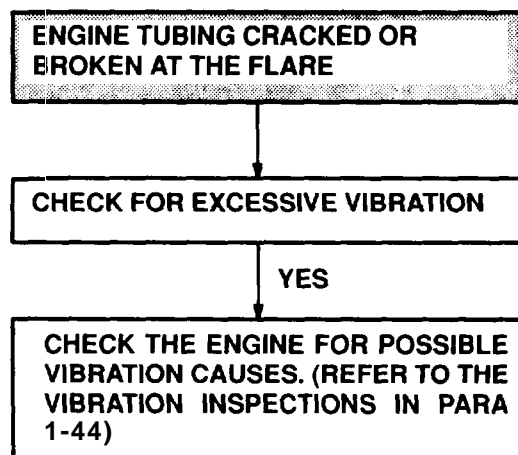 ENGINE TUBING CRACKED OR
BROKEN AT THE FLARE
CHECK FOR EXCESSIVE VIBRATION
YES
CHECK THE ENGINE FOR POSSIBLE
VIBRATION CAUSES. (REFER TO THE
VIBRATION INSPECTIONS IN PARA
1-44)